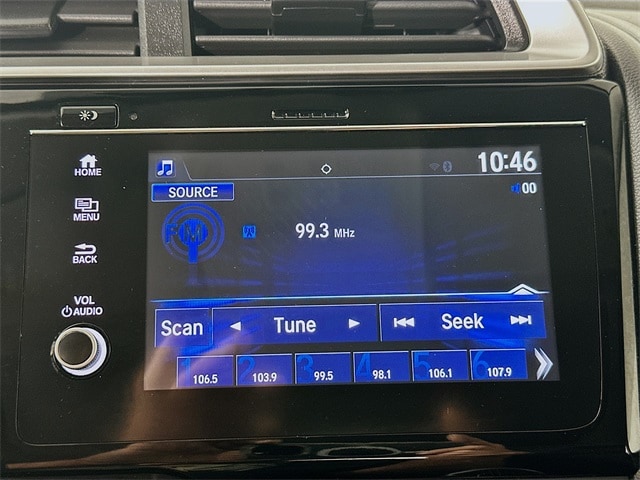 10:46
HOME
SOURCE
00
MENU
FM
99.3 MHz
BACK
VOL
AUDIO
Scan
Tune
Seek
1 106.5
2 103.9
3 99.5
4 98.1
5 106.1
6 107.9